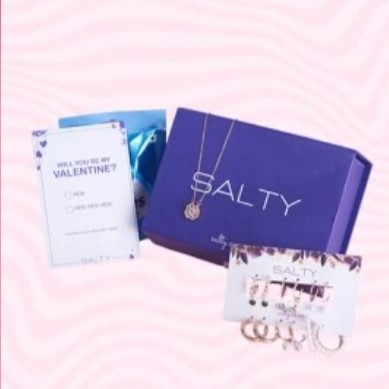 WILL YOU BE MY
VALENTINE?
YES!
YES! YES! YES!
SALTY
SALTY
SALTY